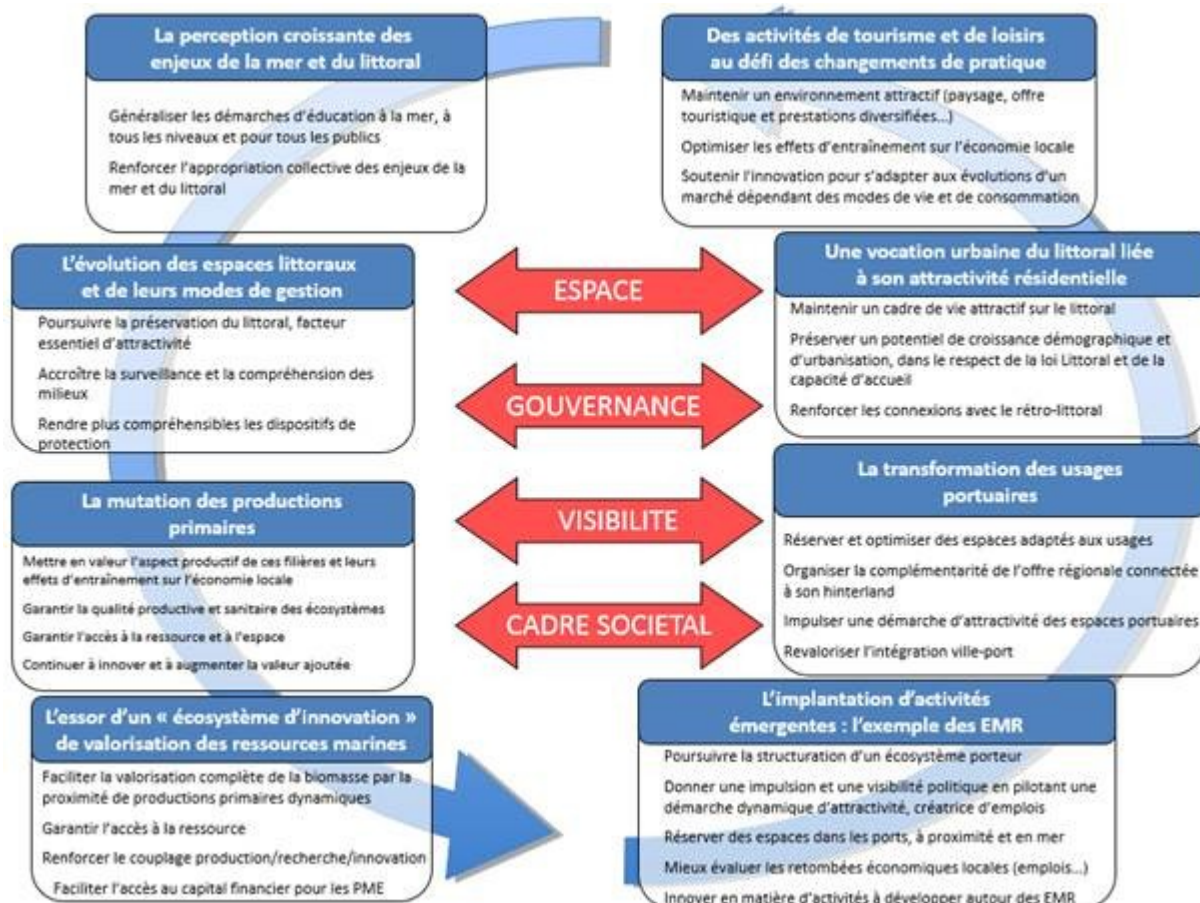 La perception croissante des
enjeux de la mer et du littoral
Généraliser les démarches d'éducation à la mer, à
tous les niveaux et pour tous les publics
Renforcer l'appropriation collective des enjeux de la
mer et du littoral
Des activités de tourisme et de loisirs
au défi des changements de pratique
Maintenir un environnement attractif (paysage, offre
touristique et prestations diversifiées...)
Optimiser les effets d'entraînement sur l'économie locale
Soutenir l'innovation pour s'adapter aux évolutions d'un
marché dépendant des modes de vie et de consommation
L'évolution des espaces littoraux
et de leurs modes de gestion
Poursuivre la préservation du littoral, facteur
essentiel d'attractivité
Accroître la surveillance et la compréhension des
milieux
Rendre plus compréhensibles les dispositifs de
protection
ESPACE
GOUVERNANCE
VISIBILITE
CADRE SOCIETAL
Une vocation urbaine du littoral liée
à son attractivité résidentielle
Maintenir un cadre de vie attractif sur le littoral
Préserver un potentiel de croissance démographique et
d'urbanisation, dans le respect de la loi Littoral et de la
capacité d'accueil
Renforcer les connexions avec le rétro-littoral
La mutation des productions
primaires
Mettre en valeur l'aspect productif de ces filières et leurs
effets d'entraînement sur l'économie locale
Garantir la qualité productive et sanitaire des écosystèmes
Garantir l'accès à la ressource et à l'espace
Continuer à innover et à augmenter la valeur ajoutée
La transformation des usages
portuaires
Réserver et optimiser des espaces adaptés aux usages
Organiser la complémentarité de l'offre régionale connectée
à son hinterland
Impulser une démarche d'attractivité des espaces portuaires
Revaloriser l'intégration ville-port
L'essor d'un « écosystème d'innovation »
de valorisation des ressources marines
Faciliter la valorisation complète de la biomasse par la
proximité de productions primaires dynamiques
Garantir l'accès à la ressource
Renforcer le couplage production/recherche/innovation
Faciliter l'accès au capital financier pour les PME
L'implantation d'activités
émergentes : l'exemple des EMR
Poursuivre la structuration d'un écosystème porteur
Donner une impulsion et une visibilité politique en pilotant une
démarche dynamique d'attractivité, créatrice d'emplois
Réserver des espaces dans les ports, à proximité et en mer
Mieux évaluer les retombées économiques locales (emplois...)
Innover en matière d'activités à développer autour des EMR